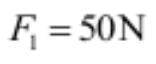 F₁ = 50N